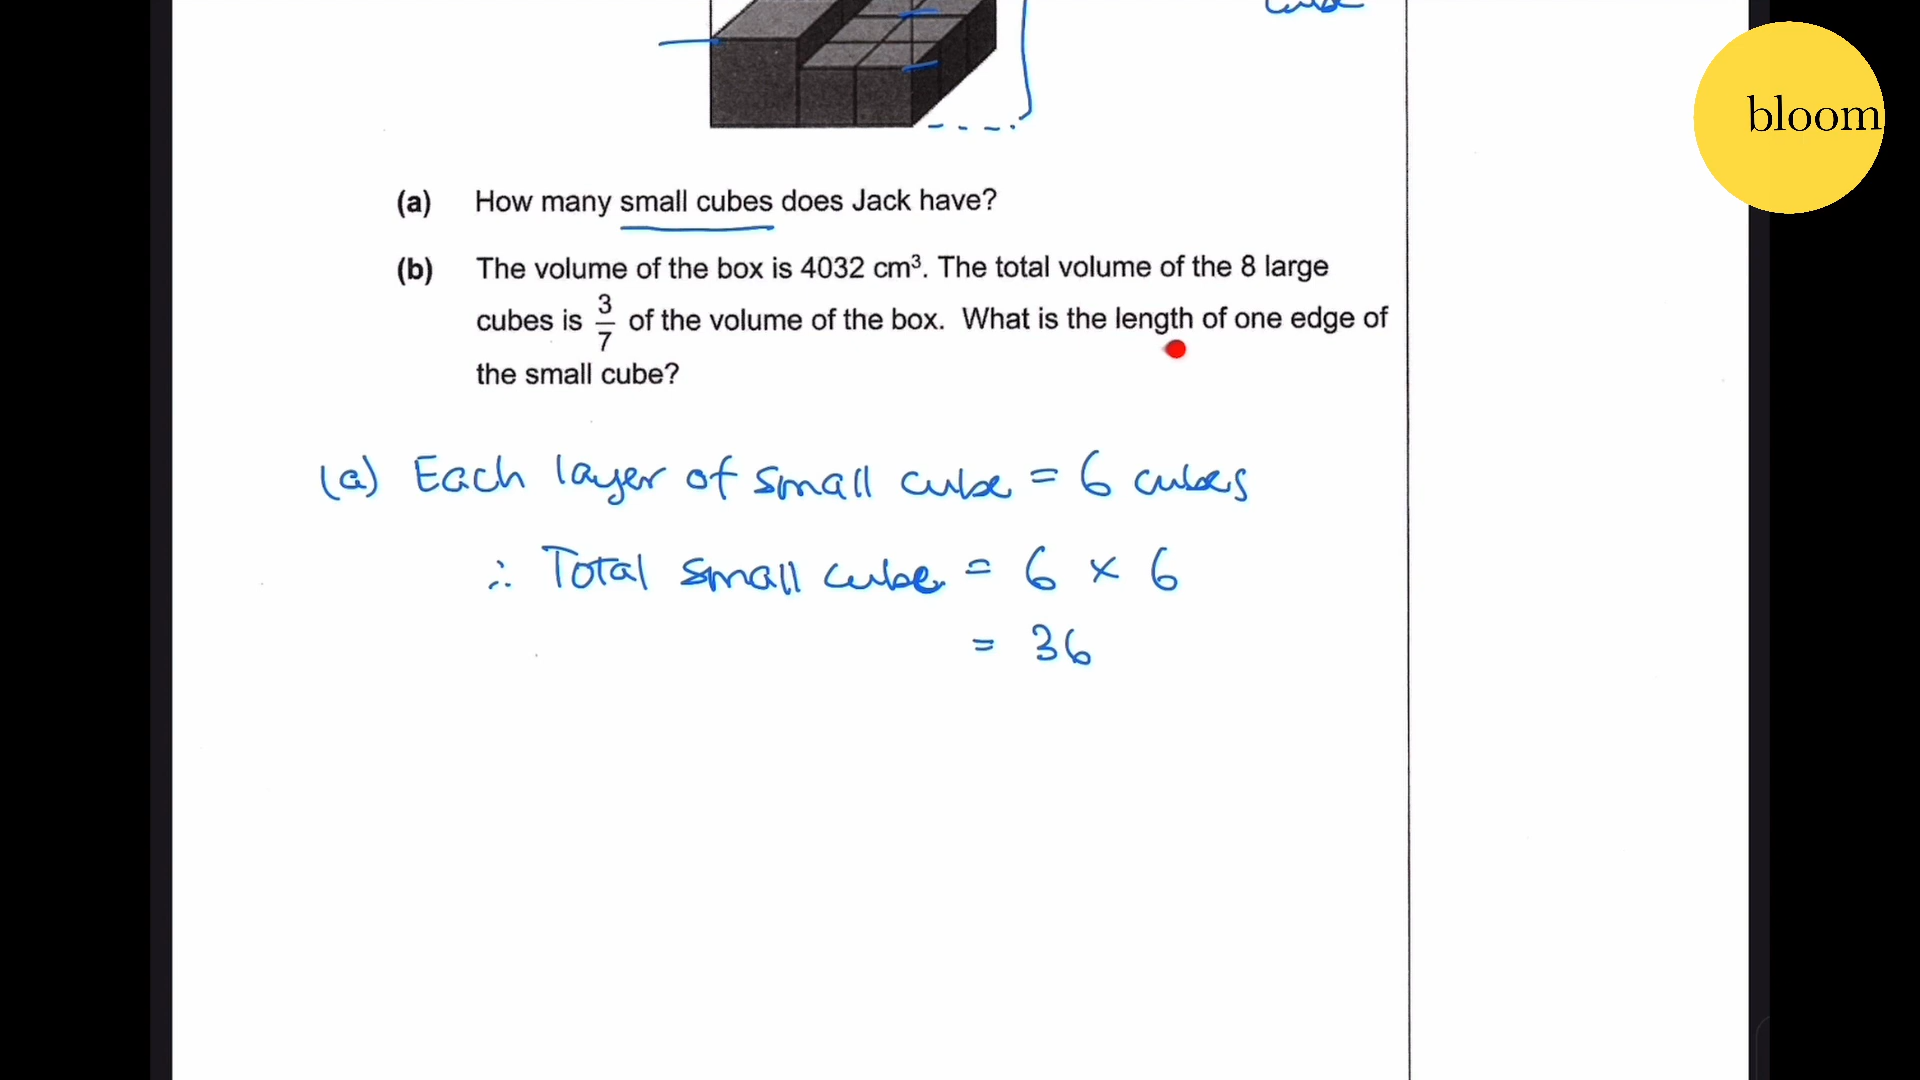 cube
bloom
(a) How many small cubes does Jack have?
(b) The volume of the box is 4032 cm³. The total volume of the 8 large
cubes is 3/7 of the volume of the box. What is the length of one edge of
the small cube?
(a) Each layer of small cube = 6 cubes
∴ Total small cube = 6 × 6
= 36